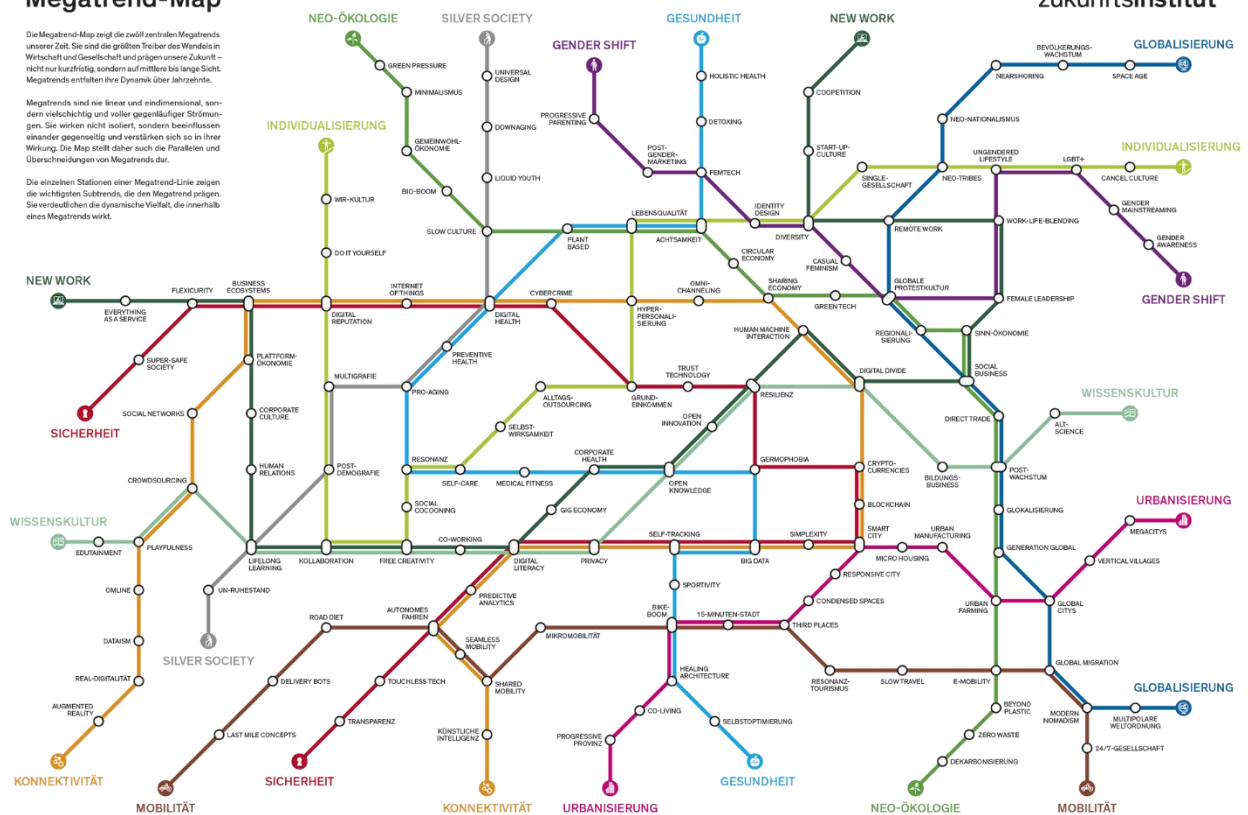 Megatrend-Map
zukunftsinstitut
Die Megatrend-Map zeigt die zwölf zentralen Megatrends
unserer Zeit. Sie sind die größten Treiber des Wandels in
Wirtschaft und Gesellschaft und prägen unsere Zukunft –
nicht nur kurzfristig, sondern auf mittlere bis lange Sicht.
Megatrends entfalten ihre Dynamik über Jahrzehnte.
Megatrends sind nie linear und eindimensional, son-
dern vielschichtig und voller gegenläufiger Strömun-
gen. Sie wirken nicht isoliert, sondern beeinflussen
einander gegenseitig und verstärken sich so in ihrer
Wirkung. Die Map stellt daher auch die Parallelen und
Überschneidungen von Megatrends dar.
Die einzelnen Stationen einer Megatrend-Linie zeigen
die wichtigsten Subtrends, die den Megatrend prägen.
Sie verdeutlichen die dynamische Vielfalt, die innerhalb
eines Megatrends wirkt.
NEO-ÖKOLOGIE
SILVER SOCIETY
GESUNDHEIT
NEW WORK
GENDER SHIFT
GLOBALISIERUNG
BEVÖLKERUNGS-
WACHSTUM
NEARSHORING
SPACE AGE
GREEN PRESSURE
UNIVERSAL
DESIGN
HOLISTIC HEALTH
MINIMALISMUS
COOPETITION
PROGRESSIVE
PARENTING
DETOXING
NEO-NATIONALISMUS
INDIVIDUALISIERUNG
DOWNAGING
GEMEINWOHL-
ÖKONOMIE
POST-
GENDER-
MARKETING
START-UP-
CULTURE
UNGENDERED
LIFESTYLE
LGBT+
INDIVIDUALISIERUNG
FEMTECH
SINGLE-
GESELLSCHAFT
NEO-TRIBES
CANCEL CULTURE
LIQUID YOUTH
BIO-BOOM
WIR-KULTUR
GENDER
MAINSTREAMING
SLOW CULTURE
PLANT
BASED
LEBENSQUALITÄT
ACHTSAMKEIT
IDENTITY
DESIGN
DIVERSITY
REMOTE WORK
WORK-LIFE-BLENDING
GENDER
AWARENESS
DO IT YOURSELF
CIRCULAR
ECONOMY
CASUAL
FEMINISM
GENDER SHIFT
NEW WORK
FLEXICURITY
BUSINESS
ECOSYSTEMS
INTERNET
OF THINGS
CYBERCRIME
OMNI-
CHANNELING
SHARING
ECONOMY
GREENTECH
GLOBALE
PROTESTKULTUR
FEMALE LEADERSHIP
EVERYTHING
AS A SERVICE
DIGITAL
REPUTATION
DIGITAL
HEALTH
HYPER-
PERSONALI-
SIERUNG
HUMAN MACHINE
INTERACTION
REGIONALI-
SIERUNG
SINN-ÖKONOMIE
SUPER-SAFE
SOCIETY
PLATTFORM-
ÖKONOMIE
PREVENTIVE
HEALTH
MULTIGRAFIE
PRO-AGING
ALLTAGS-
OUTSOURCING
GRUND-
EINKOMMEN
TRUST
TECHNOLOGY
RESILIENZ
DIGITAL DIVIDE
SOCIAL
BUSINESS
WISSENSKULTUR
SICHERHEIT
SOCIAL NETWORKS
CORPORATE
CULTURE
SELBST-
WIRKSAMKEIT
OPEN
INNOVATION
DIRECT TRADE
ALT-
SCIENCE
HUMAN
RELATIONS
POST-
DEMOGRAFIE
RESONANZ
SELF-CARE
MEDICAL FITNESS
CORPORATE
HEALTH
OPEN
KNOWLEDGE
GERMOPHOBIA
CRYPTO-
CURRENCIES
BILDUNGS-
BUSINESS
POST-
WACHSTUM
CROWDSOURCING
SOCIAL
COCOONING
GIG ECONOMY
BLOCKCHAIN
GLOKALISIERUNG
URBANISIERUNG
MEGACITYS
WISSENSKULTUR
EDUTAINMENT
PLAYFULNESS
LIFELONG
LEARNING
KOLLABORATION
FREE CREATIVITY
CO-WORKING
DIGITAL
LITERACY
PRIVACY
SELF-TRACKING
BIG DATA
SIMPLEXITY
SMART
CITY
MICRO HOUSING
URBAN
MANUFACTURING
GENERATION GLOBAL
VERTICAL VILLAGES
OMLINE
UN-RUHESTAND
PREDICTIVE
ANALYTICS
SPORTIVITY
RESPONSIVE CITY
CONDENSED SPACES
URBAN
FARMING
GLOBAL
CITYS
DATAISM
SILVER SOCIETY
ROAD DIET
AUTONOMES
FAHREN
SEAMLESS
MOBILITY
MIKROMOBILITÄT
BIKE-
BOOM
15-MINUTEN-STADT
THIRD PLACES
REAL-DIGITALITÄT
DELIVERY BOTS
TOUCHLESS TECH
SHARED
MOBILITY
HEALING
ARCHITECTURE
RESONANZ-
TOURISMUS
SLOW TRAVEL
E-MOBILITY
GLOBAL MIGRATION
GLOBALISIERUNG
AUGMENTED
REALITY
LAST MILE CONCEPTS
TRANSPARENZ
KÜNSTLICHE
INTELLIGENZ
CO-LIVING
SELBSTOPTIMIERUNG
BEYOND
PLASTIC
MODERN
NOMADISM
MULTIPOLARE
WELTORDNUNG
PROGRESSIVE
PROVINZ
ZERO WASTE
24/7-GESELLSCHAFT
DEKARBONISIERUNG
KONNEKTIVITÄT
MOBILITÄT
SICHERHEIT
KONNEKTIVITÄT
URBANISIERUNG
GESUNDHEIT
NEO-ÖKOLOGIE
MOBILITÄT